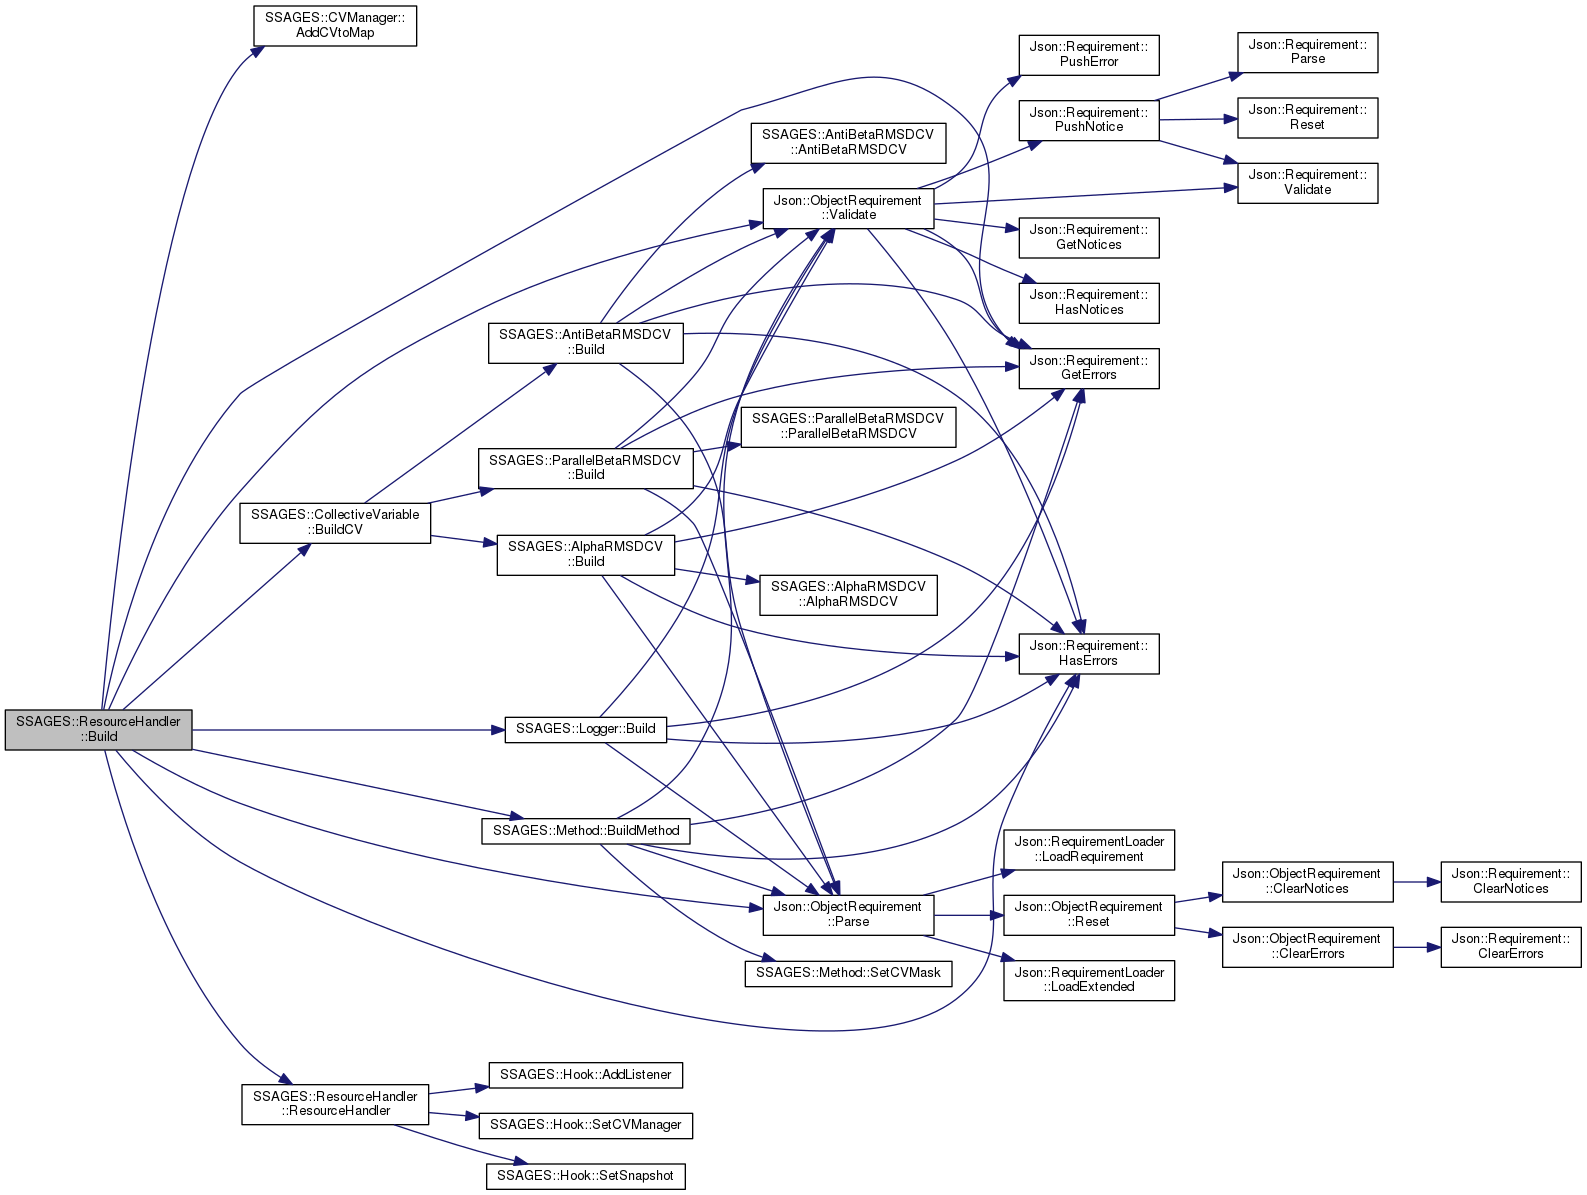 SSAGES::ResourceHandler
::Build
SSAGES::CVManager::
AddCVtoMap
SSAGES::CollectiveVariable
::BuildCV
SSAGES::ResourceHandler
::ResourceHandler
SSAGES::AntiBetaRMSDCV
::Build
SSAGES::ParallelBetaRMSDCV
::Build
SSAGES::AlphaRMSDCV
::Build
SSAGES::Logger::Build
SSAGES::Method::BuildMethod
SSAGES::Hook::AddListener
SSAGES::Hook::SetCVManager
SSAGES::Hook::SetSnapshot
SSAGES::AntiBetaRMSDCV
::AntiBetaRMSDCV
Json::ObjectRequirement
::Validate
SSAGES::ParallelBetaRMSDCV
::ParallelBetaRMSDCV
SSAGES::AlphaRMSDCV
::AlphaRMSDCV
Json::ObjectRequirement
::Parse
SSAGES::Method::SetCVMask
Json::Requirement::
PushError
Json::Requirement::
PushNotice
Json::Requirement::
GetNotices
Json::Requirement::
HasNotices
Json::Requirement::
GetErrors
Json::Requirement::
HasErrors
Json::RequirementLoader
::LoadRequirement
Json::ObjectRequirement
::Reset
Json::RequirementLoader
::LoadExtended
Json::Requirement::
Parse
Json::Requirement::
Reset
Json::Requirement::
Validate
Json::ObjectRequirement
::ClearNotices
Json::ObjectRequirement
::ClearErrors
Json::Requirement::
ClearNotices
Json::Requirement::
ClearErrors